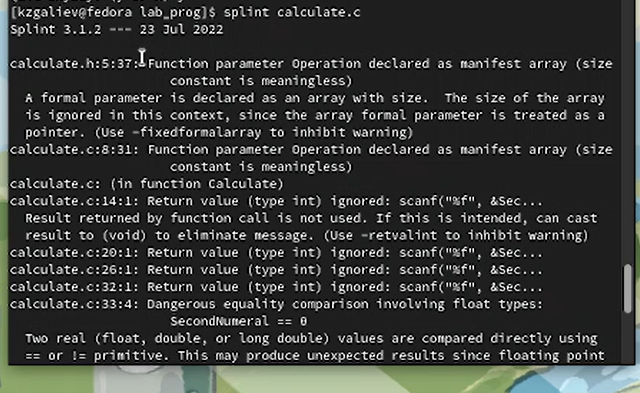 [kzgaliev@fedora lab_prog]$ splint calculate.c
Splint 3.1.2 --- 23 Jul 2022
calculate.h:5:37: Function parameter Operation declared as manifest array (size
constant is meaningless)
A formal parameter is declared as an array with size.  The size of the array
is ignored in this context, since the array formal parameter is treated as a
pointer. (Use -fixedformalarray to inhibit warning)
calculate.c:8:31: Function parameter Operation declared as manifest array (size
constant is meaningless)
calculate.c: (in function Calculate)
calculate.c:14:1: Return value (type int) ignored: scanf("%f", &Sec...
Result returned by function call is not used. If this is intended, can cast
result to (void) to eliminate message. (Use -retvalint to inhibit warning)
calculate.c:20:1: Return value (type int) ignored: scanf("%f", &Sec...
calculate.c:26:1: Return value (type int) ignored: scanf("%f", &Sec...
calculate.c:32:1: Return value (type int) ignored: scanf("%f", &Sec...
calculate.c:33:4: Dangerous equality comparison involving float types:
SecondNumeral == 0
Two real (float, double, or long double) values are compared directly using
== or != primitive. This may produce unexpected results since floating point